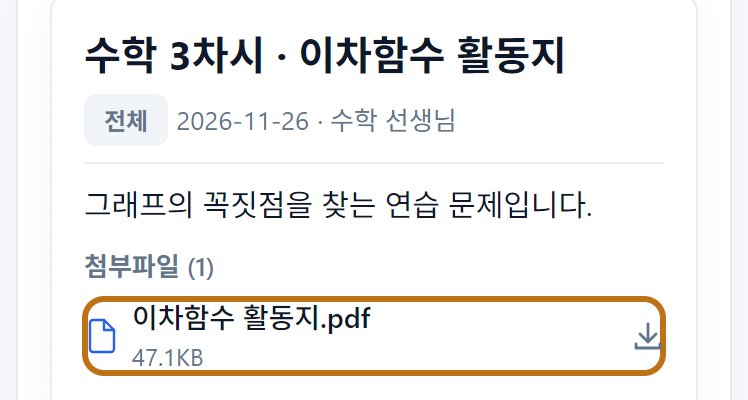 수학 3차시 · 이차함수 활동지
전체 2026-11-26 · 수학 선생님
그래프의 꼭짓점을 찾는 연습 문제입니다.
첨부파일 (1)
이차함수 활동지.pdf
47.1KB